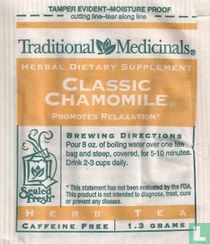 TAMPER EVIDENT–MOISTURE PROOF
cutting line–tear along line
Traditional Medicinals®
HERBAL DIETARY SUPPLEMENT
CLASSIC
CHAMOMILE®
PROMOTES RELAXATION*
BREWING DIRECTIONS
Pour 8 oz. of boiling water over one tea
bag and steep, covered, for 5-10 minutes.
Drink 2-3 cups daily.
* This statement has not been evaluated by the FDA.
This product is not intended to diagnose, treat, cure
or prevent any disease.
Sealed
Fresh
HERB TEA
CAFFEINE FREE 1.3 GRAMS